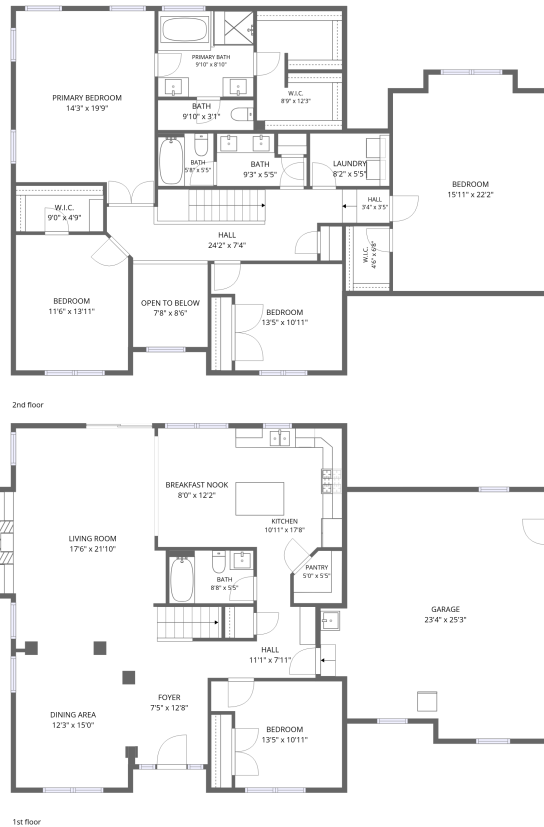 PRIMARY BATH
9'10" x 8'10"
PRIMARY BEDROOM
14'3" x 19'9"
W.I.C.
8'9" x 12'3"
BATH
9'10" x 3'1"
BATH
5'8" x 5'5"
BATH
9'3" x 5'5"
LAUNDRY
8'2" x 5'5"
BEDROOM
15'11" x 22'2"
HALL
3'4" x 3'5"
W.I.C.
9'0" x 4'9"
HALL
24'2" x 7'4"
W.I.C.
4'6" x 6'8"
BEDROOM
11'6" x 13'11"
OPEN TO BELOW
7'8" x 8'6"
BEDROOM
13'5" x 10'11"
2nd floor
BREAKFAST NOOK
8'0" x 12'2"
KITCHEN
10'11" x 17'8"
LIVING ROOM
17'6" x 21'10"
PANTRY
5'0" x 5'5"
BATH
8'8" x 5'5"
GARAGE
23'4" x 25'3"
HALL
11'1" x 7'11"
FOYER
7'5" x 12'8"
DINING AREA
12'3" x 15'0"
BEDROOM
13'5" x 10'11"
1st floor